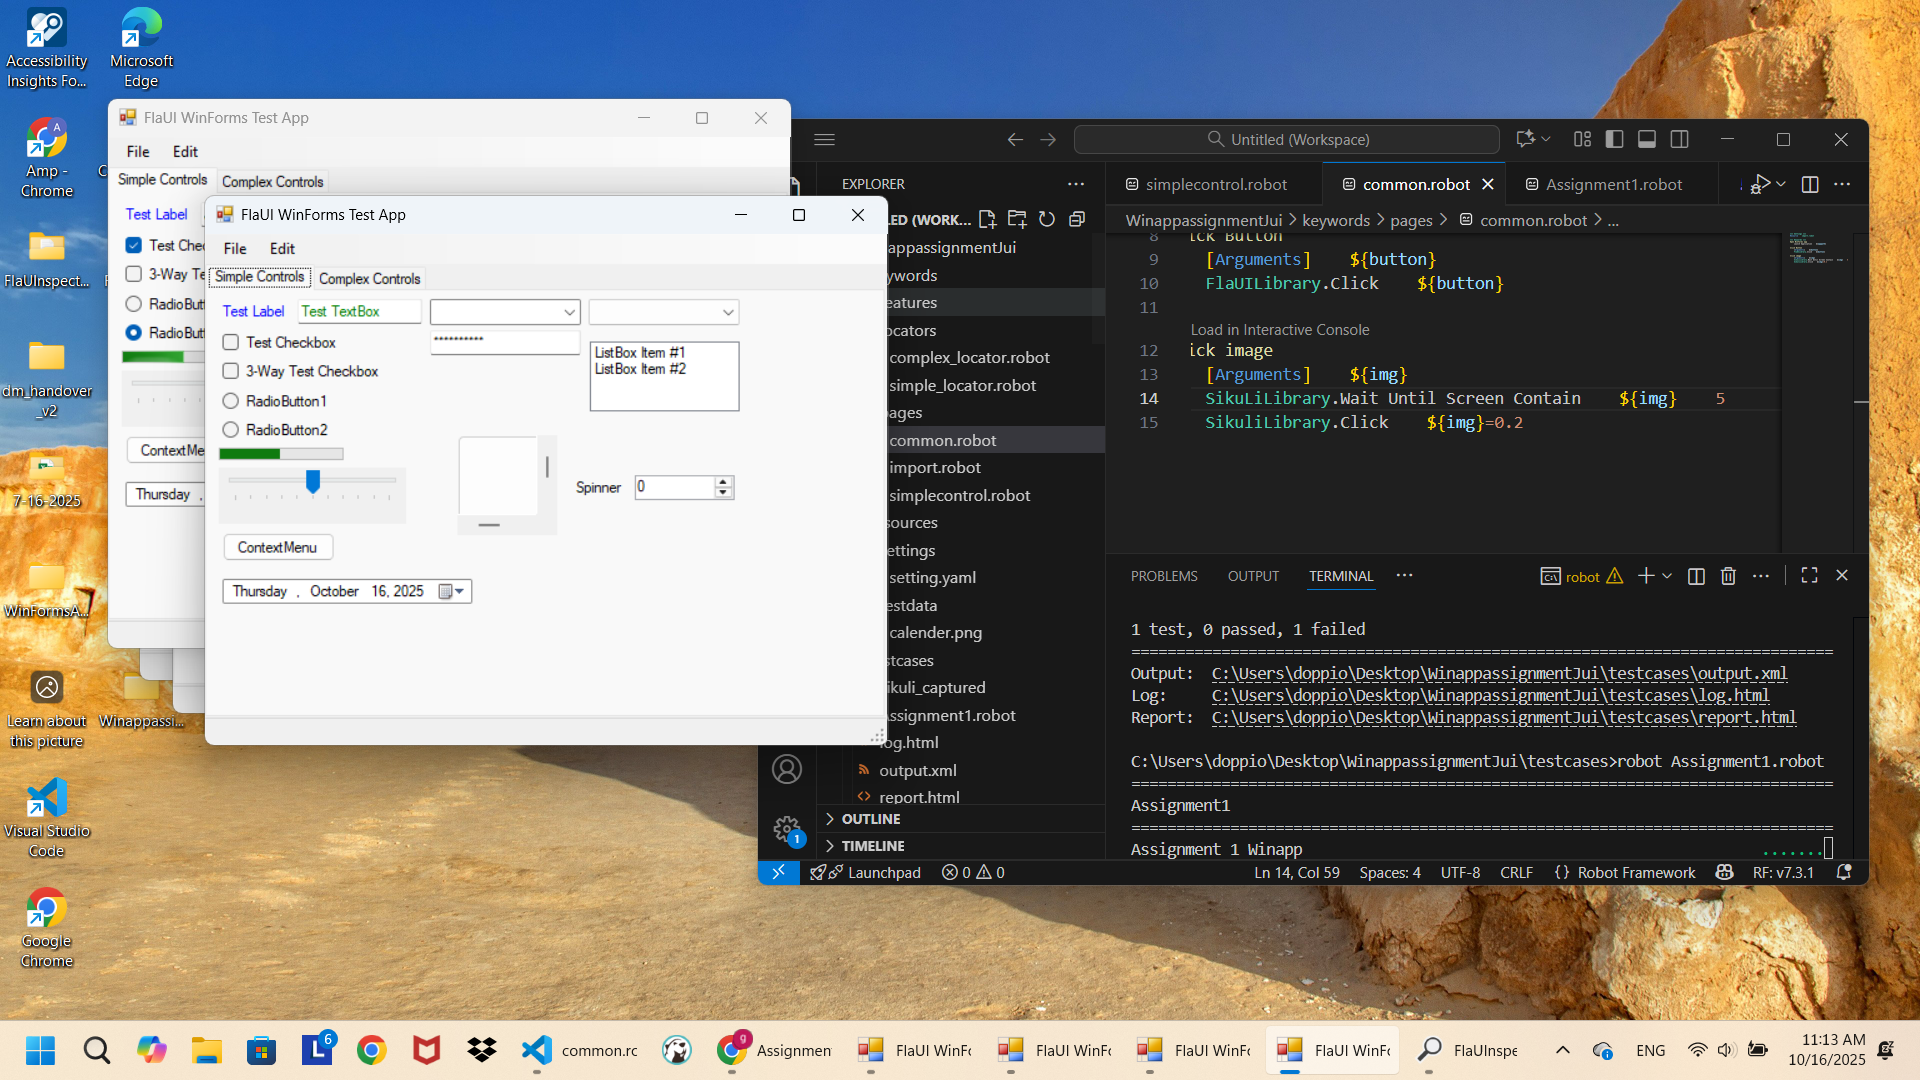 Accessibility
Insights Fo...
Microsoft
Edge
Amp -
Chrome
FlaUInspect...
dm_handover
_v2
7-16-2025
WinFormsA...
Learn about
this picture
Winappassi...
Visual Studio
Code
Google
Chrome
FlaUI WinForms Test App
File Edit
Simple Controls Complex Controls
Test Label
Test Che
3-Way Te
RadioButt
RadioButt
ContextMe
Thursday ,
FlaUI WinForms Test App
File Edit
Simple Controls Complex Controls
Test Label Test TextBox
Test Checkbox **********
3-Way Test Checkbox
ListBox Item #1
ListBox Item #2
RadioButton1
RadioButton2
Spinner 0
ContextMenu
Thursday , October 16, 2025
Untitled (Workspace)
EXPLORER
LED (WORK...
appassignmentJui
ywords
eatures
ocators
complex_locator.robot
simple_locator.robot
pages
common.robot
import.robot
simplecontrol.robot
sources
ettings
setting.yaml
estdata
calender.png
stcases
ikuli_captured
ssignment1.robot
log.html
output.xml
report.html
OUTLINE
TIMELINE
simplecontrol.robot common.robot Assignment1.robot
WinappassignmentJui > keywords > pages > common.robot > ...
8 ick Button
9 [Arguments] ${button}
10 FlaUILibrary.Click ${button}
11
Load in Interactive Console
12 ick image
13 [Arguments] ${img}
14 SikuLiLibrary.Wait Until Screen Contain ${img} 5
15 SikuliLibrary.Click ${img}=0.2
PROBLEMS OUTPUT TERMINAL ... robot
1 test, 0 passed, 1 failed
==============================================================================
Output: C:\Users\doppio\Desktop\WinappassignmentJui\testcases\output.xml
Log: C:\Users\doppio\Desktop\WinappassignmentJui\testcases\log.html
Report: C:\Users\doppio\Desktop\WinappassignmentJui\testcases\report.html
C:\Users\doppio\Desktop\WinappassignmentJui\testcases>robot Assignment1.robot
==============================================================================
Assignment1
==============================================================================
Assignment 1 Winapp .......
1
Launchpad 0 0 Ln 14, Col 59 Spaces: 4 UTF-8 CRLF {} Robot Framework RF: v7.3.1
6 common.rc g Assignmen FlaUI WinFo FlaUI WinFo FlaUI WinFo FlaUI WinFo FlaUInspe ENG 11:13 AM
10/16/2025